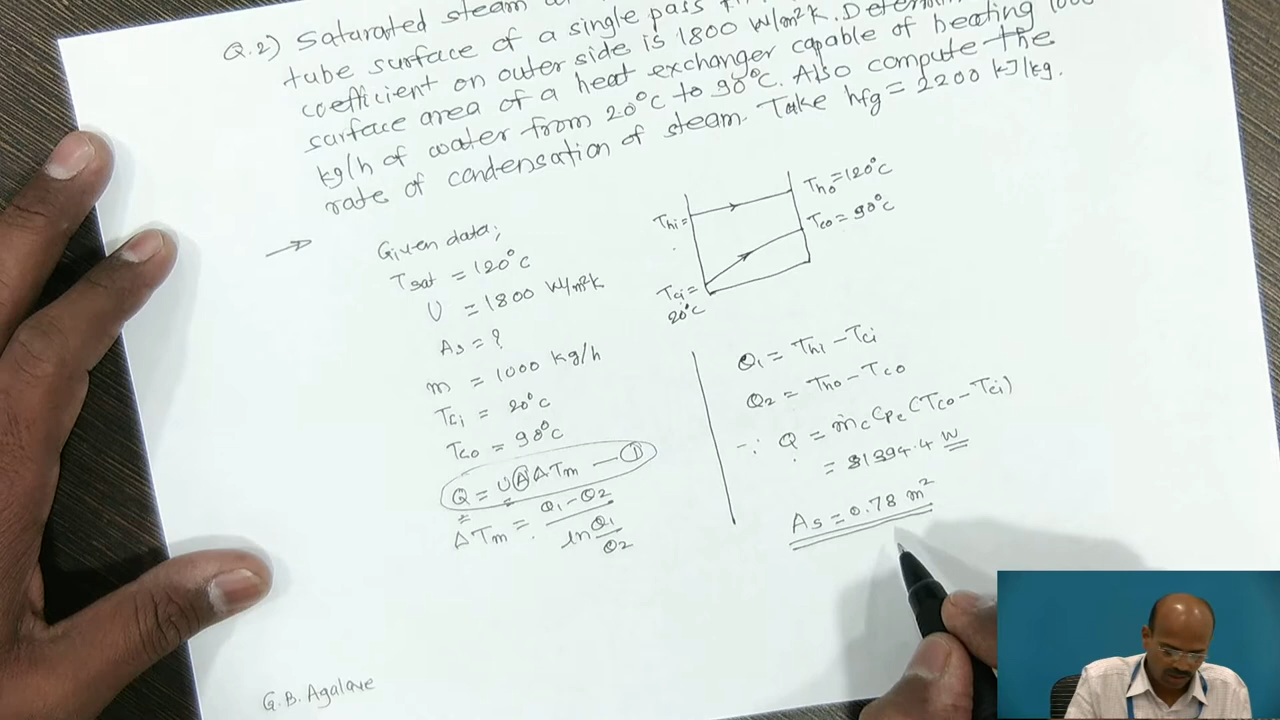 Q.2) Saturated steam
tube surface of a single pass
coefficient on outer side is 1800 W/m²K. Determin
surface area of a heat exchanger capable of heating 1000
kg/h of water from 20°C to 90°C. Also compute the
rate of condensation of steam. Take hfg = 2200 kJ/kg.
Given data;
Tsat = 120°C
U = 1800 W/m²K
As = ?
m = 1000 kg/h
Tci = 20°C
Tco = 90°C
Q = UAΔTm — 1
ΔTm = θ1-θ2 / ln θ1/θ2
Thi =
Tho = 120°C
Tco = 90°C
Tci =
20°C
θ1 = Thi - Tci
θ2 = Tho - Tco
∴ Q = ṁc Cpc (Tco - Tci)
= 81394.4 W
As = 0.78 m²
G.B. Agalave